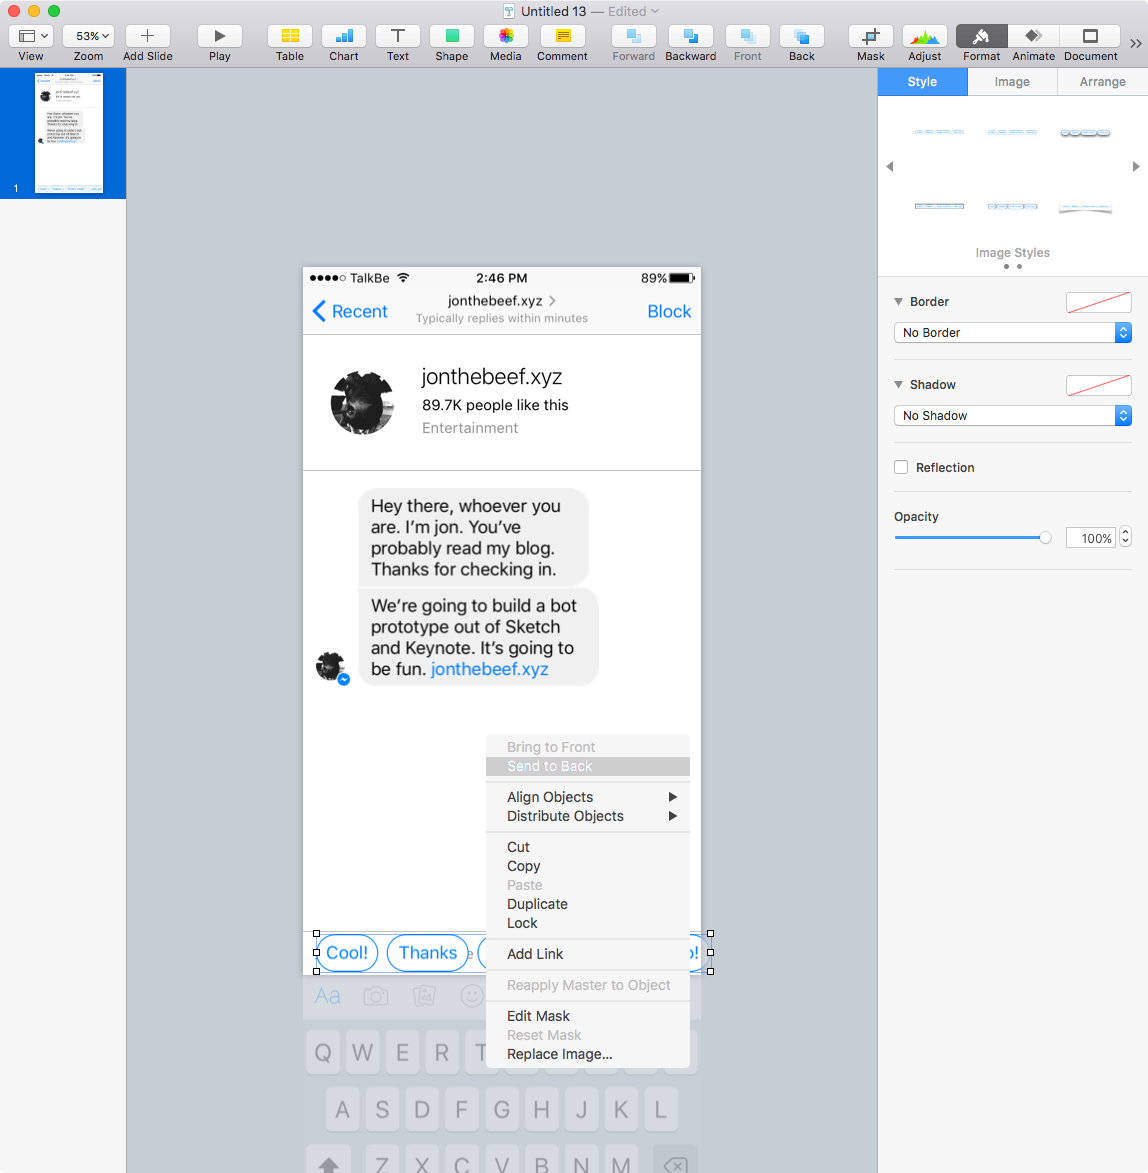 Untitled 13 — Edited
53%
View
Zoom
Add Slide
Play
Table
Chart
Text
Shape
Media
Comment
Forward
Backward
Front
Back
Mask
Adjust
Format
Animate
Document
1
Style
Image
Arrange
Image Styles
Border
No Border
Shadow
No Shadow
Reflection
Opacity
100%
TalkBe
2:46 PM
89%
Recent
jonthebeef.xyz
Typically replies within minutes
Block
jonthebeef.xyz
89.7K people like this
Entertainment
Hey there, whoever you
are. I’m jon. You’ve
probably read my blog.
Thanks for checking in.
We’re going to build a bot
prototype out of Sketch
and Keynote. It’s going to
be fun. jonthebeef.xyz
Bring to Front
Send to Back
Align Objects
Distribute Objects
Cut
Copy
Paste
Duplicate
Lock
Add Link
Reapply Master to Object
Edit Mask
Reset Mask
Replace Image...
Cool!
Thanks
Aa
Q W E R T
A S D F G H J K L
Z X C V B N M